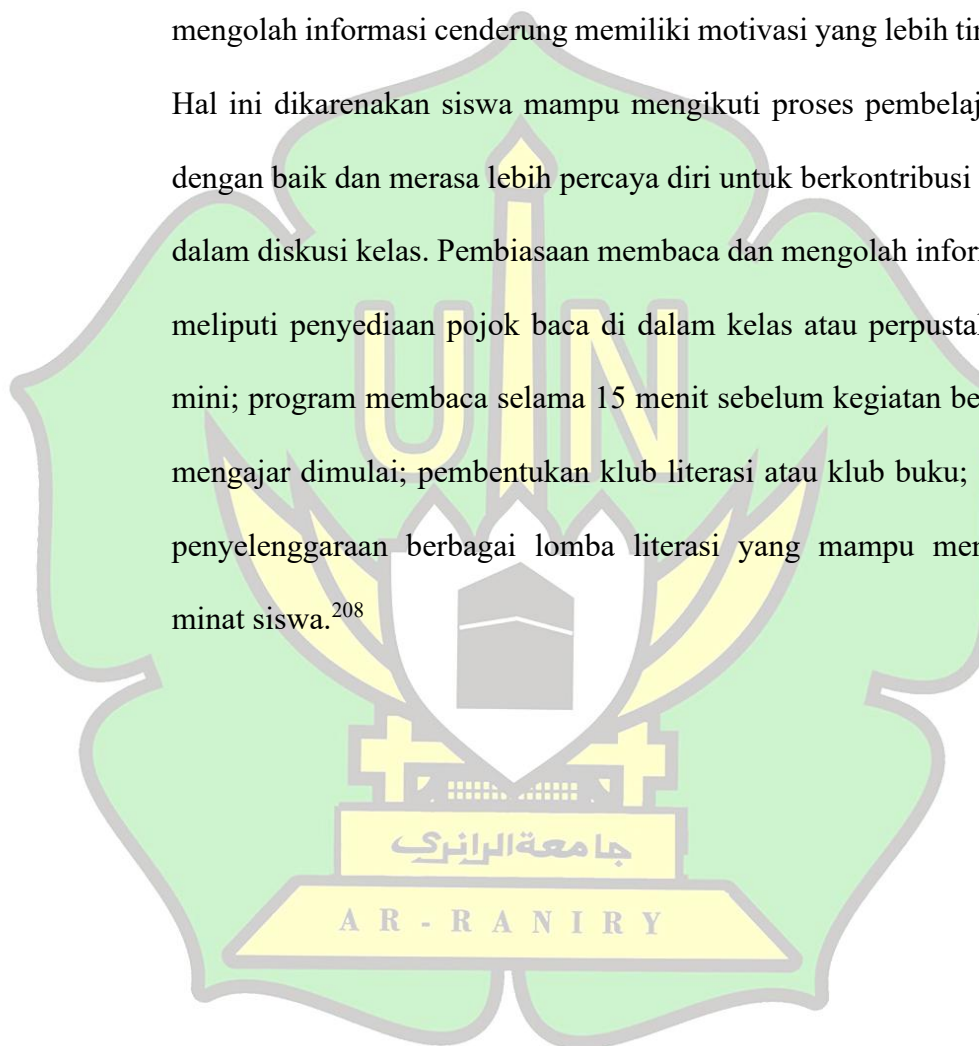 mengolah informasi cenderung memiliki motivasi yang lebih
Hal ini dikarenakan siswa mampu mengikuti proses
dengan baik dan merasa lebih percaya diri untuk berkontribusi
dalam diskusi kelas. Pembiasaan membaca dan mengolah
meliputi penyediaan pojok baca di dalam kelas atau
mini; program membaca selama 15 menit sebelum kegiatan
mengajar dimulai; pembentukan klub literasi atau klub buku;
penyelenggaraan berbagai lomba literasi yang mampu
minat siswa.208
UIN
جامعة الرانري
AR-RANIRY